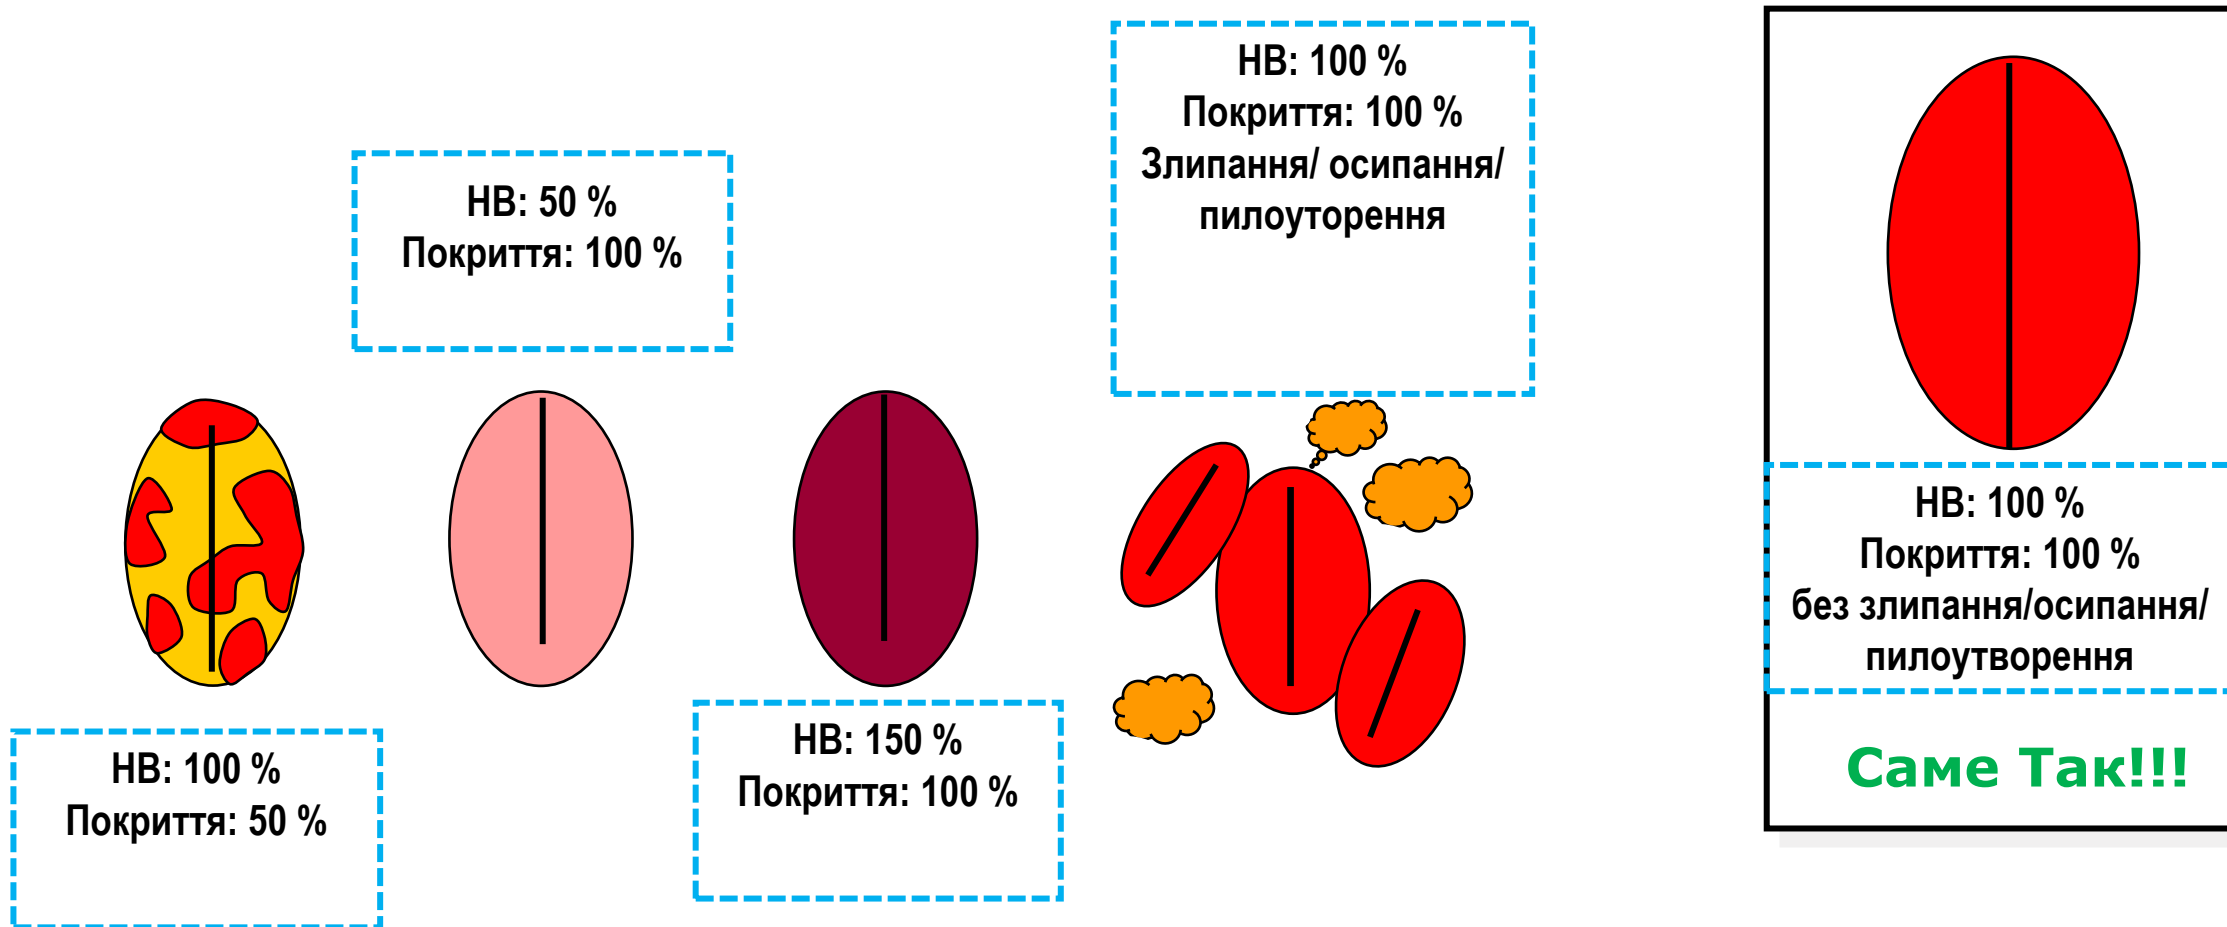 НВ: 100 %
Покриття: 50 %
НВ: 50 %
Покриття: 100 %
НВ: 150 %
Покриття: 100 %
НВ: 100 %
Покриття: 100 %
Злипання/ осипання/
пилоуторення
НВ: 100 %
Покриття: 100 %
без злипання/осипання/
пилоутворення
Саме Так!!!